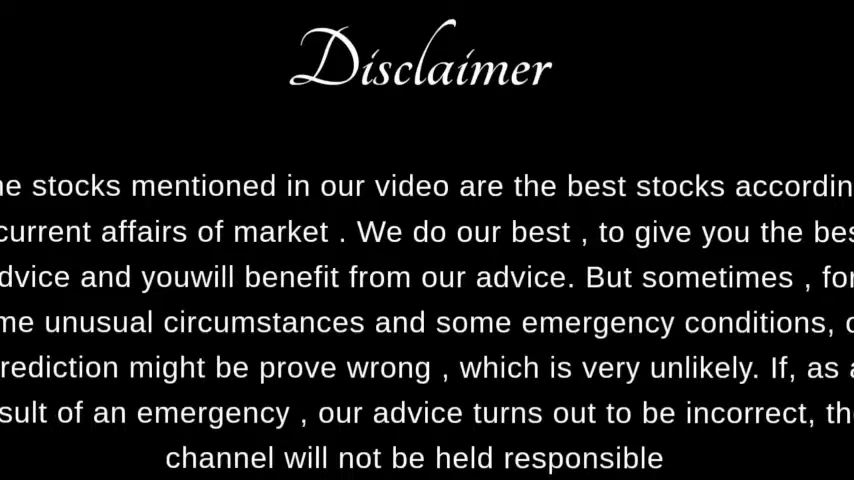 Disclaimer
he stocks mentioned in our video are the best stocks accordin
current affairs of market . We do our best , to give you the bes
dvice and youwill benefit from our advice. But sometimes , for
me unusual circumstances and some emergency conditions, o
rediction might be prove wrong , which is very unlikely. If, as a
sult of an emergency , our advice turns out to be incorrect, th
channel will not be held responsible